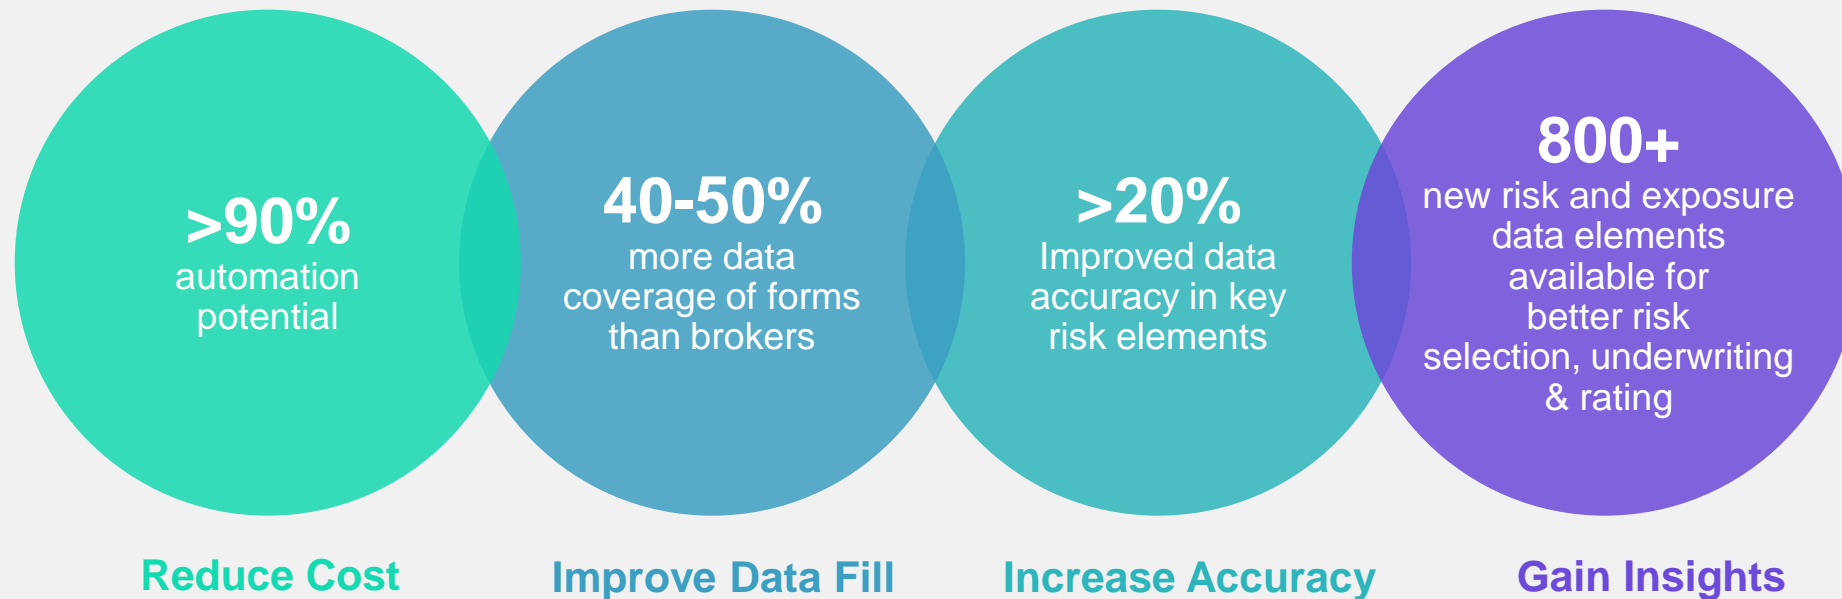 >90%
automation
potential
40-50%
more data
coverage of forms
than brokers
>20%
Improved data
accuracy in key
risk elements
800+
new risk and exposure
data elements
available for
better risk
selection, underwriting
& rating
Reduce Cost
Improve Data Fill
Increase Accuracy
Gain Insights